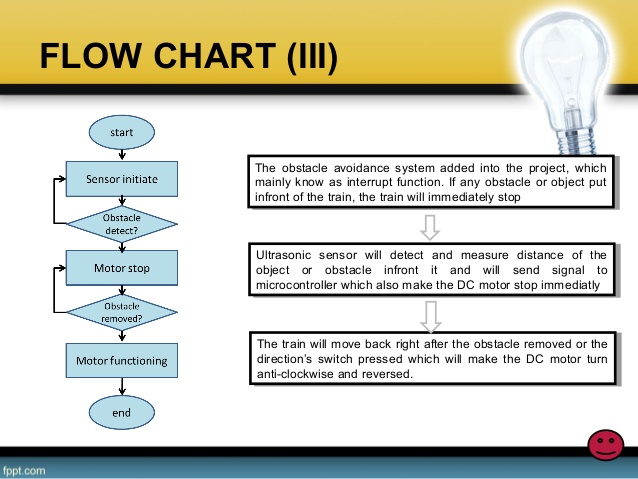 FLOW CHART (III)
start
Sensor initiate
Obstacle
detect?
Motor stop
Obstacle
removed?
Motor functioning
end
The obstacle avoidance system added into the project, which
mainly know as interrupt function. If any obstacle or object put
infront of the train, the train will immediately stop
Ultrasonic sensor will detect and measure distance of the
object or obstacle infront it and will send signal to
microcontroller which also make the DC motor stop immediatly
The train will move back right after the obstacle removed or the
direction's switch pressed which will make the DC motor turn
anti-clockwise and reversed.
fppt.com